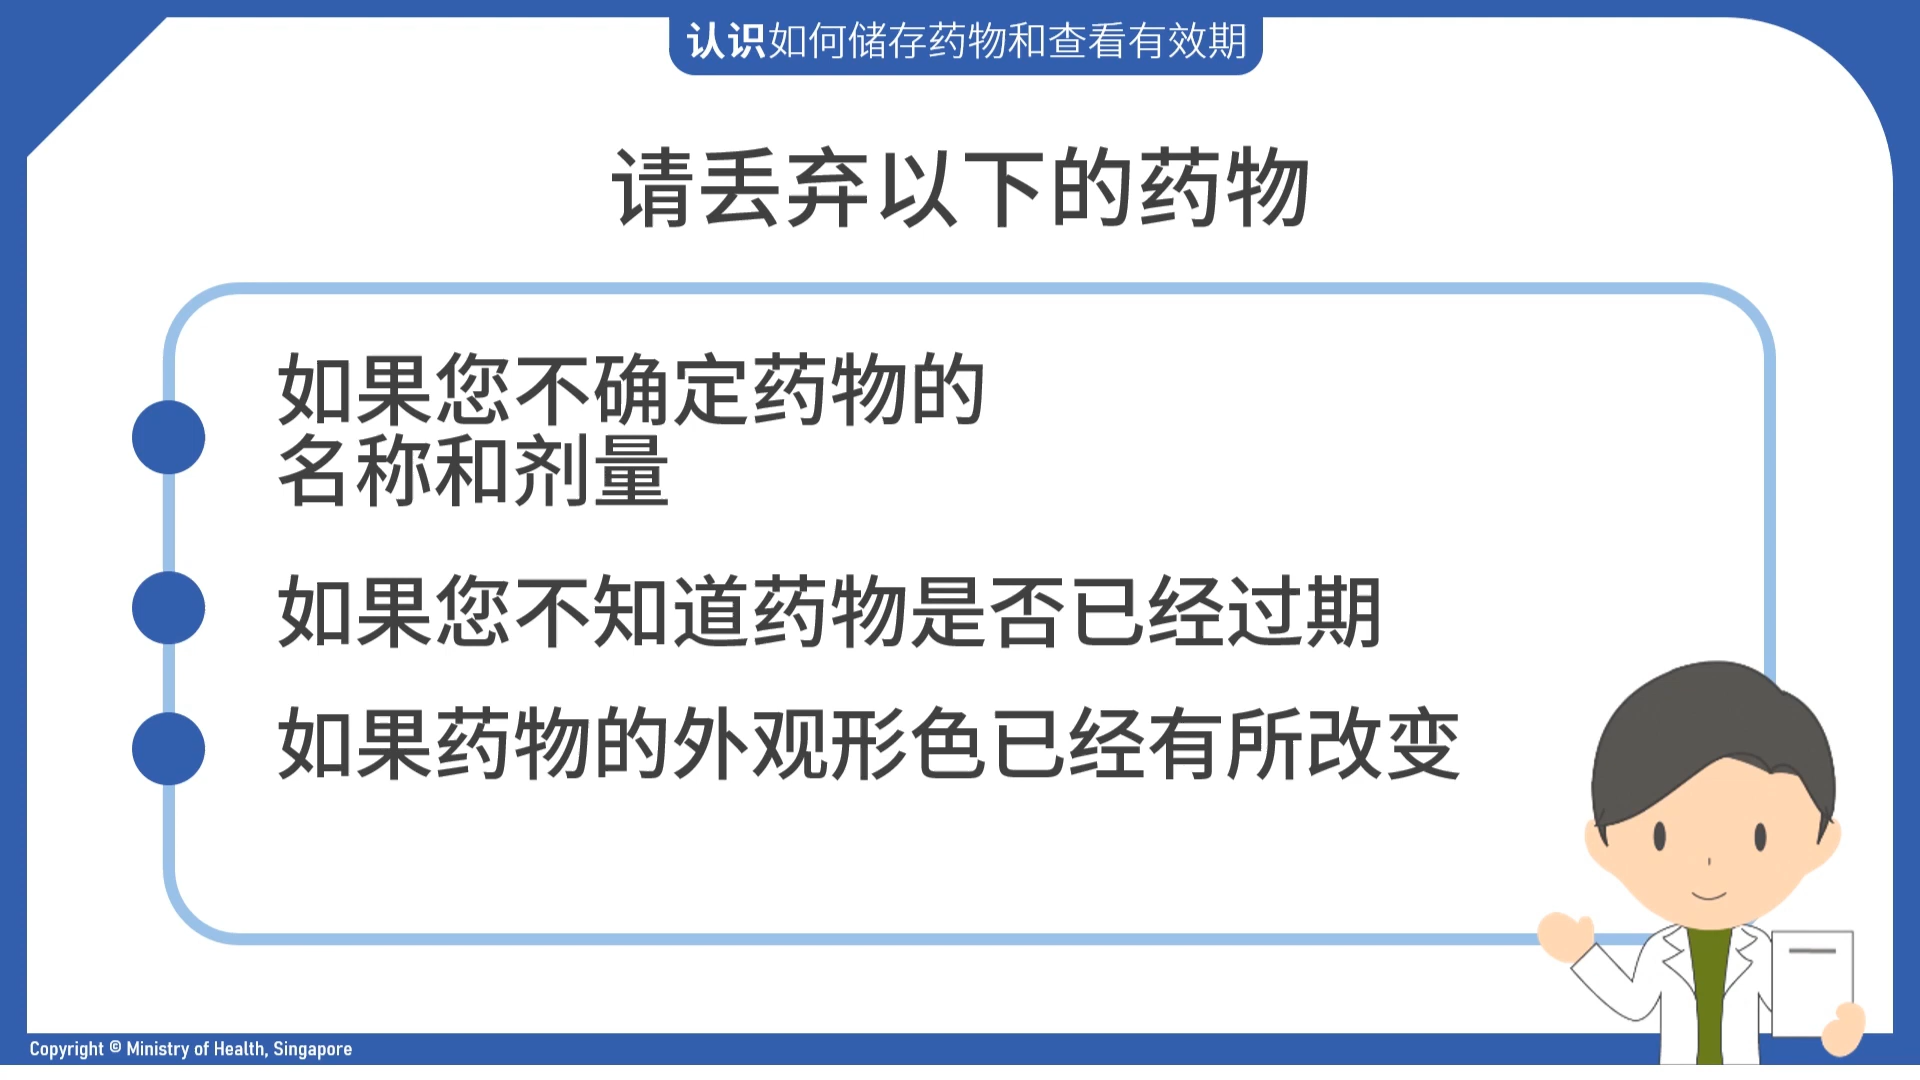 认识如何储存药物和查看有效期
请丢弃以下的药物
如果您不确定药物的
名称和剂量
如果您不知道药物是否已经过期
如果药物的外观形色已经有所改变
Copyright © Ministry of Health, Singapore